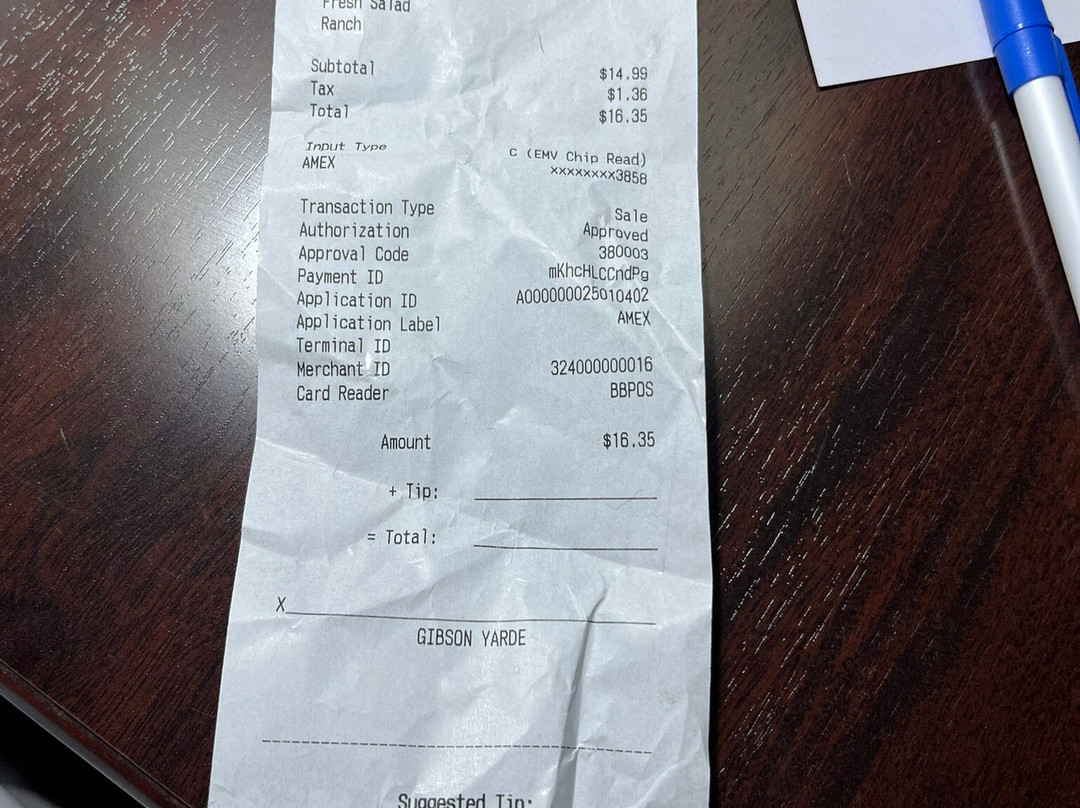 Fresh Salad
Ranch
Subtotal $14.99
Tax $1.36
Total $16.35
Input Type C (EMV Chip Read)
AMEX xxxxxxxx3858
Transaction Type Sale
Authorization Approved
Approval Code 380003
Payment ID mKhcHLCCndPg
Application ID A000000025010402
Application Label AMEX
Terminal ID
Merchant ID 324000000016
Card Reader BBPOS
Amount $16.35
+ Tip:
= Total:
X
GIBSON YARDE
Suggested Tip: